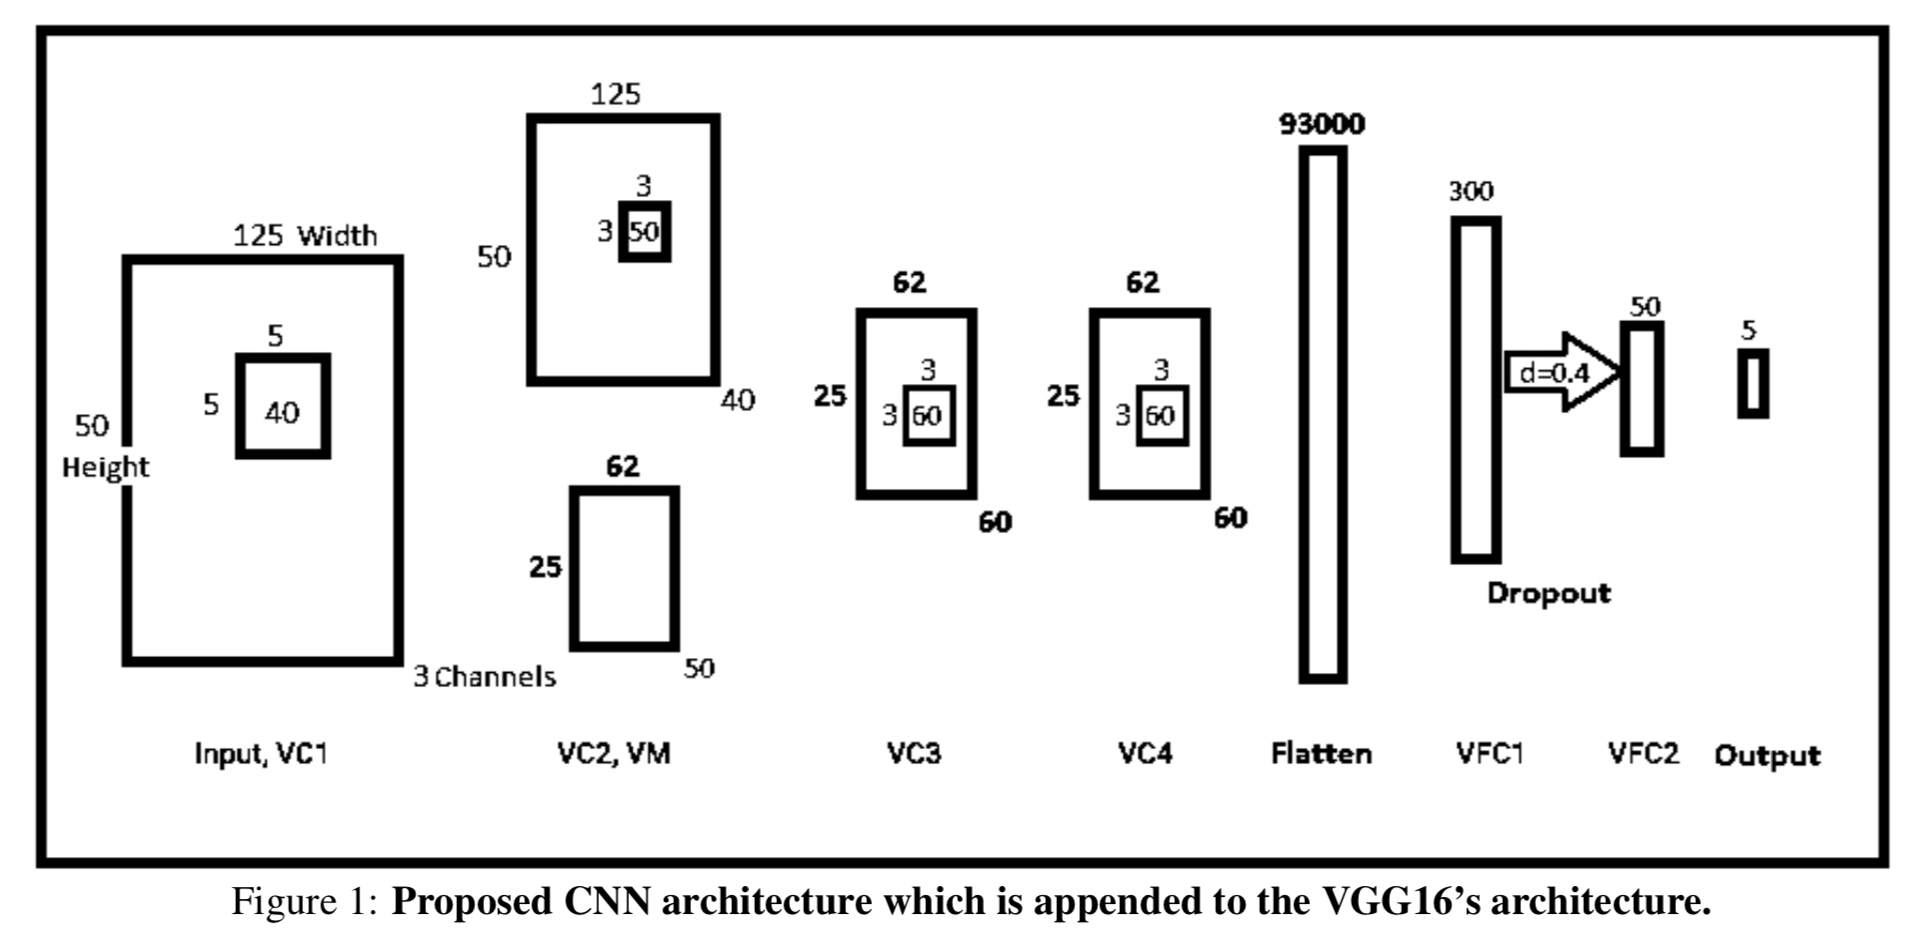 125 Width
5
5
40
50
Height
3 Channels
Input, VC1
125
3
3
50
50
40
62
25
50
VC2, VM
62
3
3
60
25
60
VC3
62
3
3
60
25
60
VC4
93000
Flatten
300
d=0.4
Dropout
VFC1
50
VFC2
5
Output
Figure 1: Proposed CNN architecture which is appended to the VGG16’s architecture.